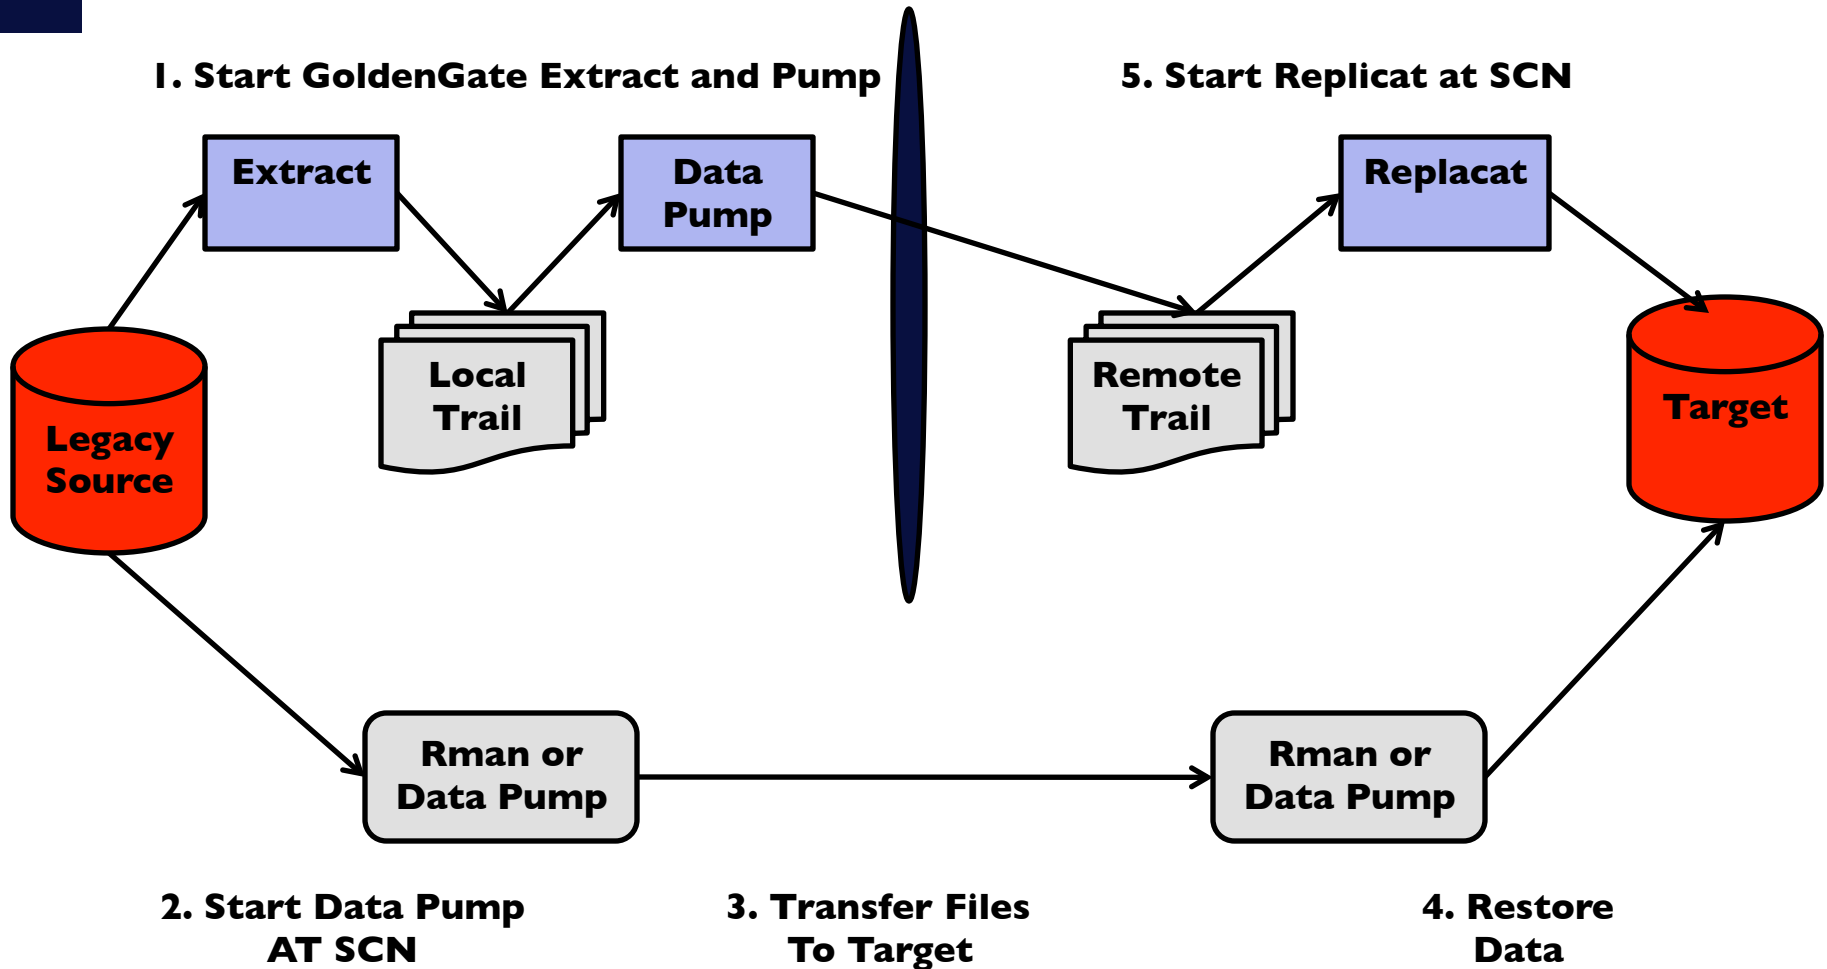 1. Start GoldenGate Extract and Pump
5. Start Replicat at SCN
Extract
Data
Pump
Replacat
Local
Trail
Remote
Trail
Legacy
Source
Target
Rman or
Data Pump
Rman or
Data Pump
2. Start Data Pump
AT SCN
3. Transfer Files
To Target
4. Restore
Data